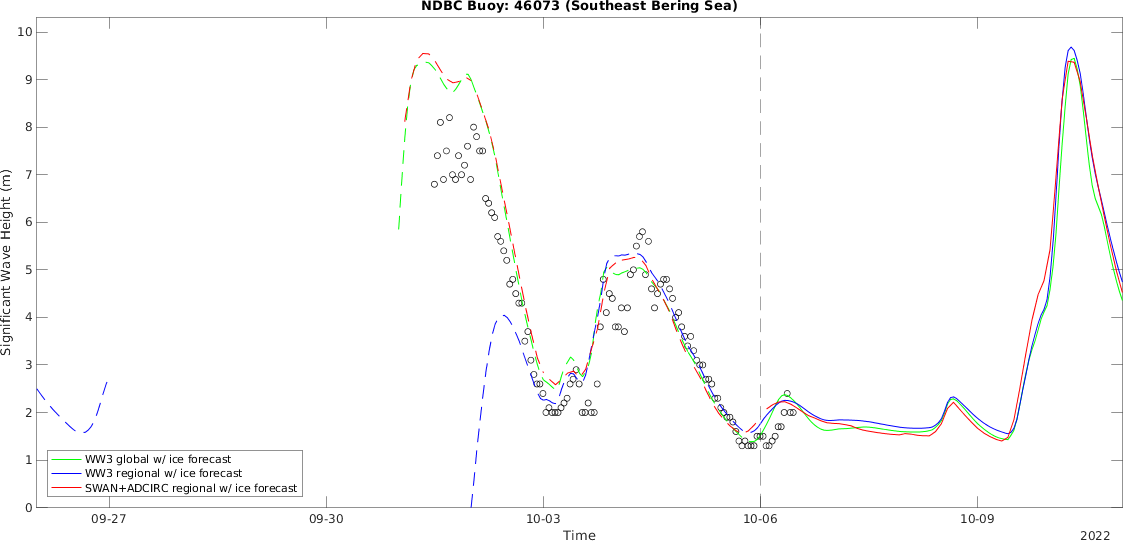 NDBC Buoy: 46073 (Southeast Bering Sea)
Significant Wave Height (m)
10
9
8
7
6
5
4
3
2
1
0
WW3 global w/ ice forecast
WW3 regional w/ ice forecast
SWAN+ADCIRC regional w/ ice forecast
09-27
09-30
10-03
10-06
10-09
Time
2022